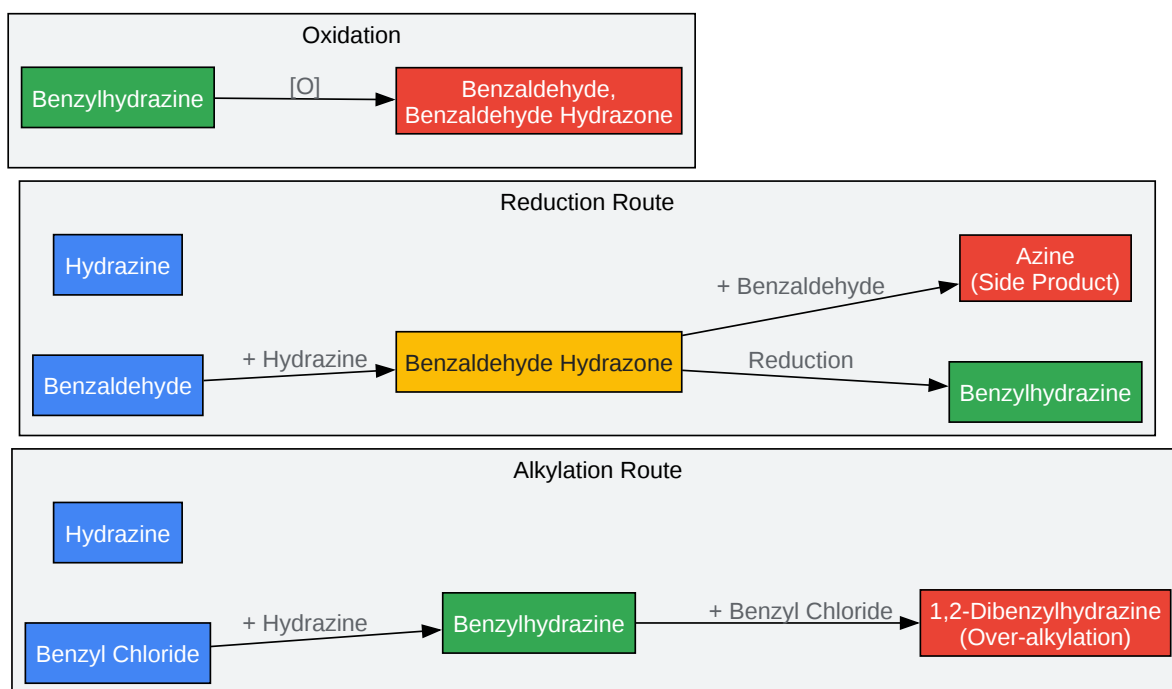 Oxidation
Benzylhydrazine
[O]
Benzaldehyde,
Benzaldehyde Hydrazone
Reduction Route
Hydrazine
Azine
(Side Product)
+ Benzaldehyde
Benzaldehyde
+ Hydrazine
Benzaldehyde Hydrazone
Reduction
Benzylhydrazine
Alkylation Route
Hydrazine
Benzyl Chloride
+ Hydrazine
Benzylhydrazine
+ Benzyl Chloride
1,2-Dibenzylhydrazine
(Over-alkylation)